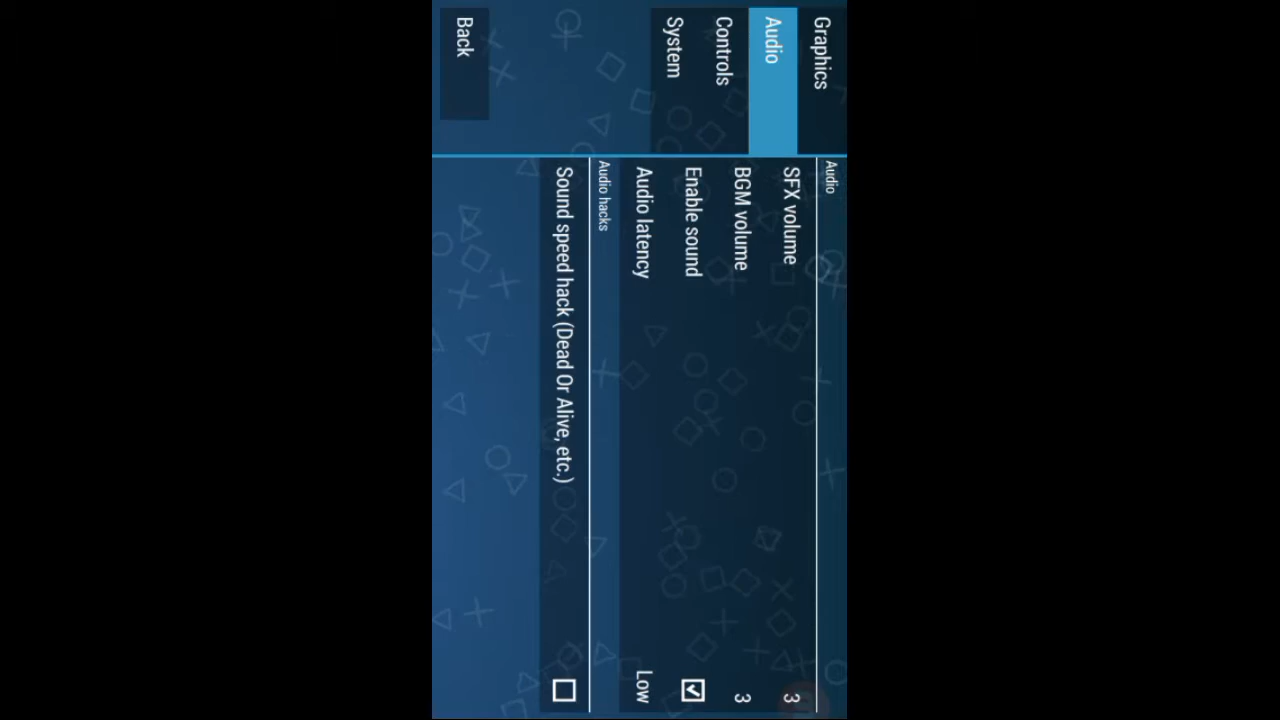 Graphics
Audio
Controls
System
Back
Audio
SFX volume 3
BGM volume 3
Enable sound
Audio latency Low
Audio hacks
Sound speed hack (Dead Or Alive, etc.)